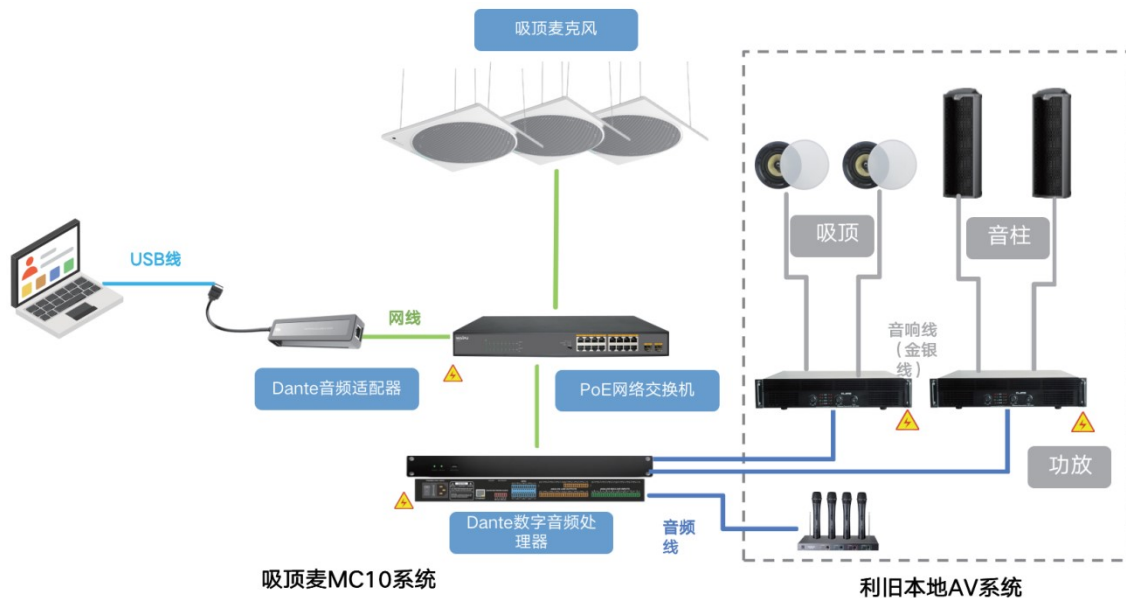 吸顶麦克风
吸顶
音柱
USB线
网线
音响线
（金银
线）
Dante音频适配器
PoE网络交换机
功放
Dante数字音频处
理器
音频
线
吸顶麦MC10系统
利旧本地AV系统